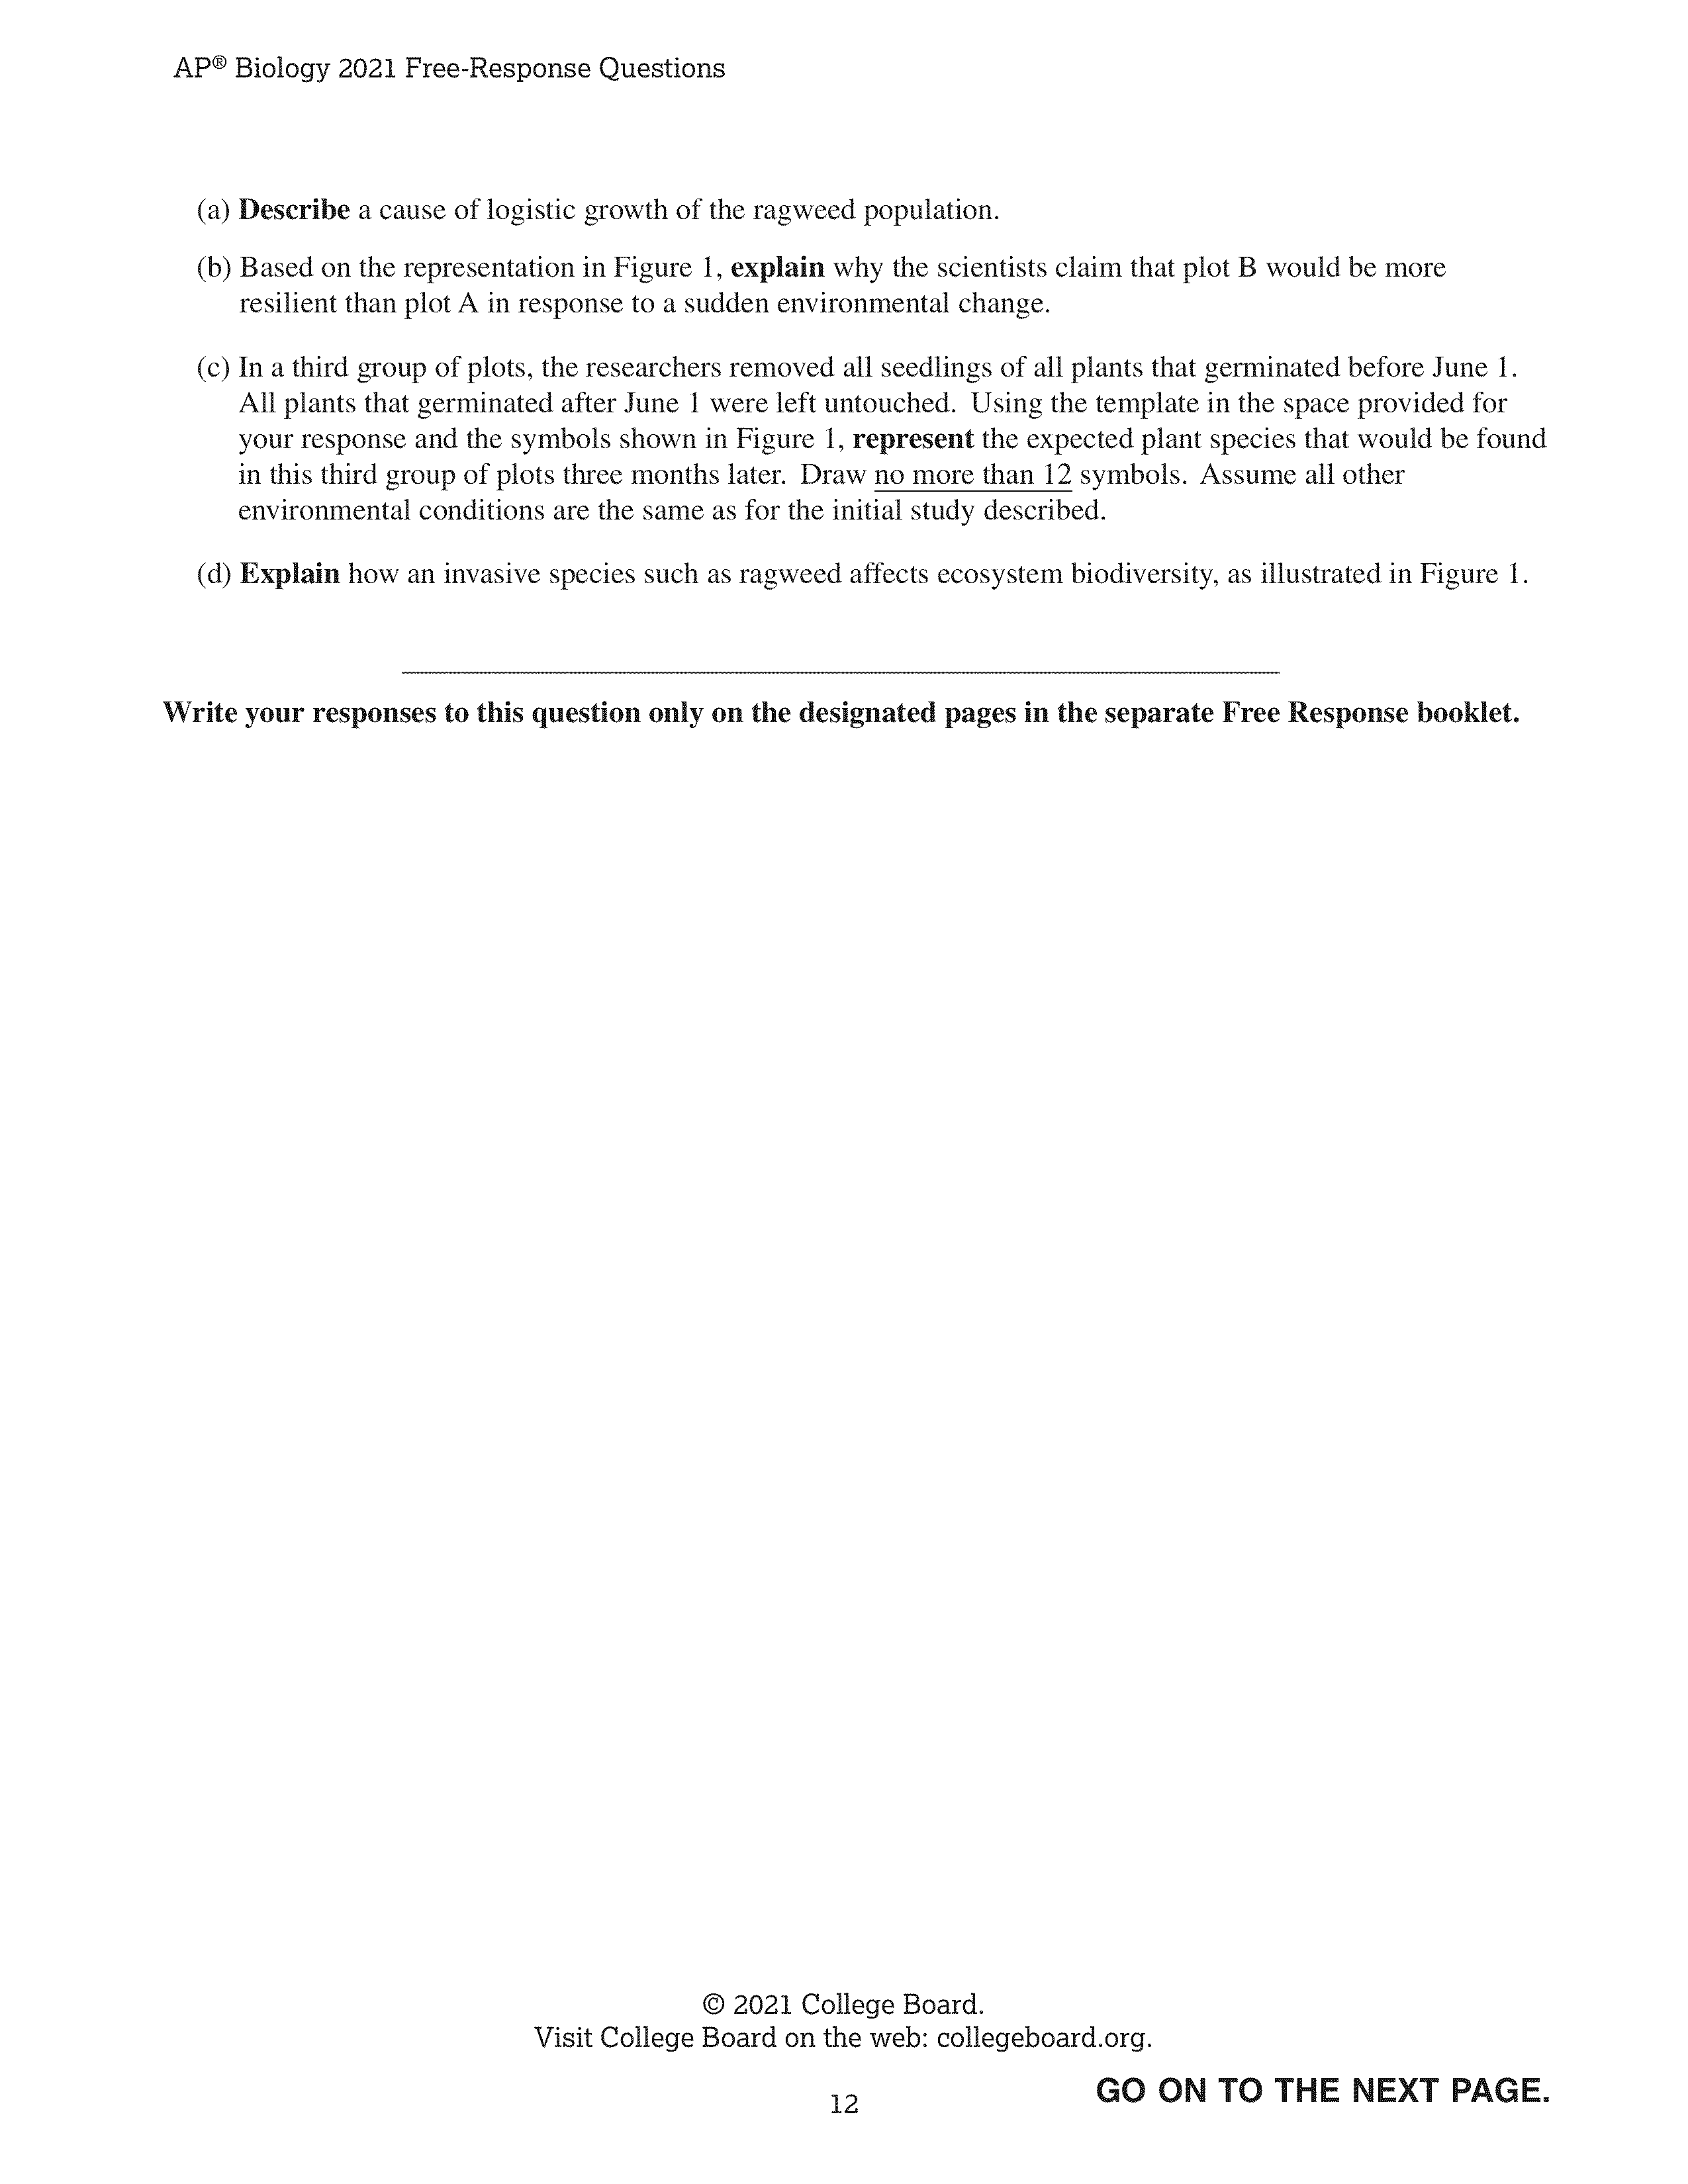 AP® Biology 2021 Free-Response Questions
(a) Describe a cause of logistic growth of the ragweed population.
(b) Based on the representation in Figure 1, explain why the scientists claim that plot B would be more
resilient than plot A in response to a sudden environmental change.
(c) In a third group of plots, the researchers removed all seedlings of all plants that germinated before June 1.
All plants that germinated after June 1 were left untouched. Using the template in the space provided for
your response and the symbols shown in Figure 1, represent the expected plant species that would be found
in this third group of plots three months later. Draw no more than 12 symbols. Assume all other
environmental conditions are the same as for the initial study described.
(d) Explain how an invasive species such as ragweed affects ecosystem biodiversity, as illustrated in Figure 1.
Write your responses to this question only on the designated pages in the separate Free Response booklet.
© 2021 College Board.
Visit College Board on the web: collegeboard.org.
GO ON TO THE NEXT PAGE.
12